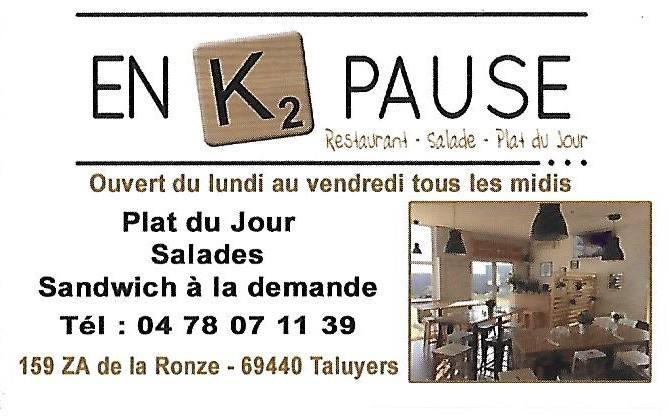 EN K2 PAUSE
Restaurant - Salade - Plat du Jour
Ouvert du lundi au vendredi tous les midis
Plat du Jour
Salades
Sandwich à la demande
Tél : 04 78 07 11 39
159 ZA de la Ronze - 69440 Taluyers